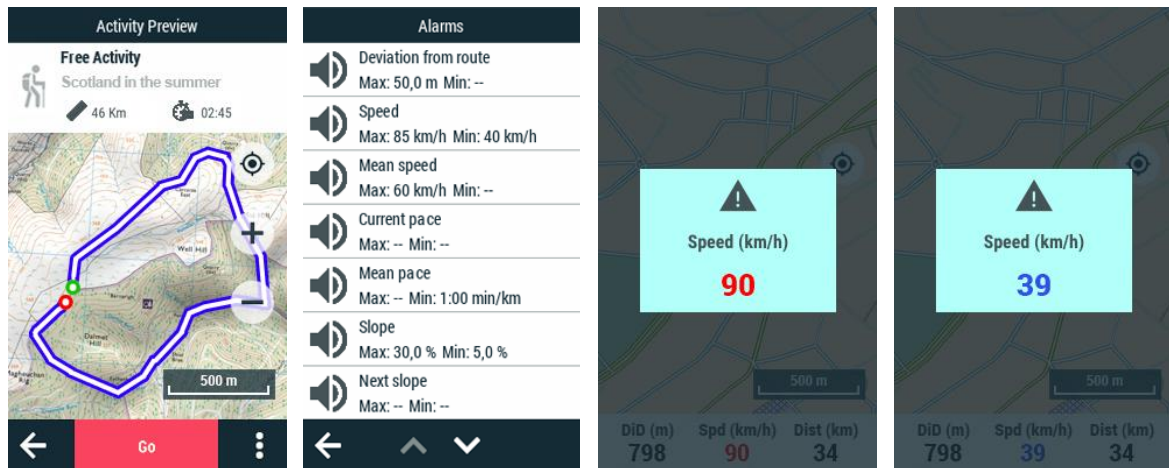 Activity Preview
Free Activity
Scotland in the summer
46 Km 02:45
Well Hill
Dalmat
Hill
500 m
Go
Alarms
Deviation from route
Max: 50,0 m Min: --
Speed
Max: 85 km/h Min: 40 km/h
Mean speed
Max: 60 km/h Min: --
Current pace
Max: -- Min: --
Mean pace
Max: -- Min: 1:00 min/km
Slope
Max: 30,0 % Min: 5,0 %
Next slope
Max: -- Min: --
Speed (km/h)
90
500 m
DiD (m) Spd (km/h) Dist (km)
798 90 34
Speed (km/h)
39
500 m
DiD (m) Spd (km/h) Dist (km)
798 39 34